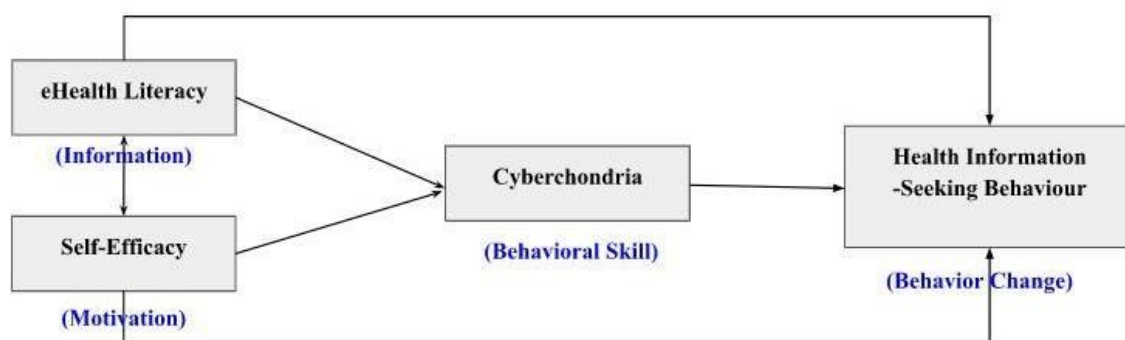 eHealth Literacy
(Information)
Self-Efficacy
(Motivation)
Cyberchondria
(Behavioral Skill)
Health Information
-Seeking Behaviour
(Behavior Change)